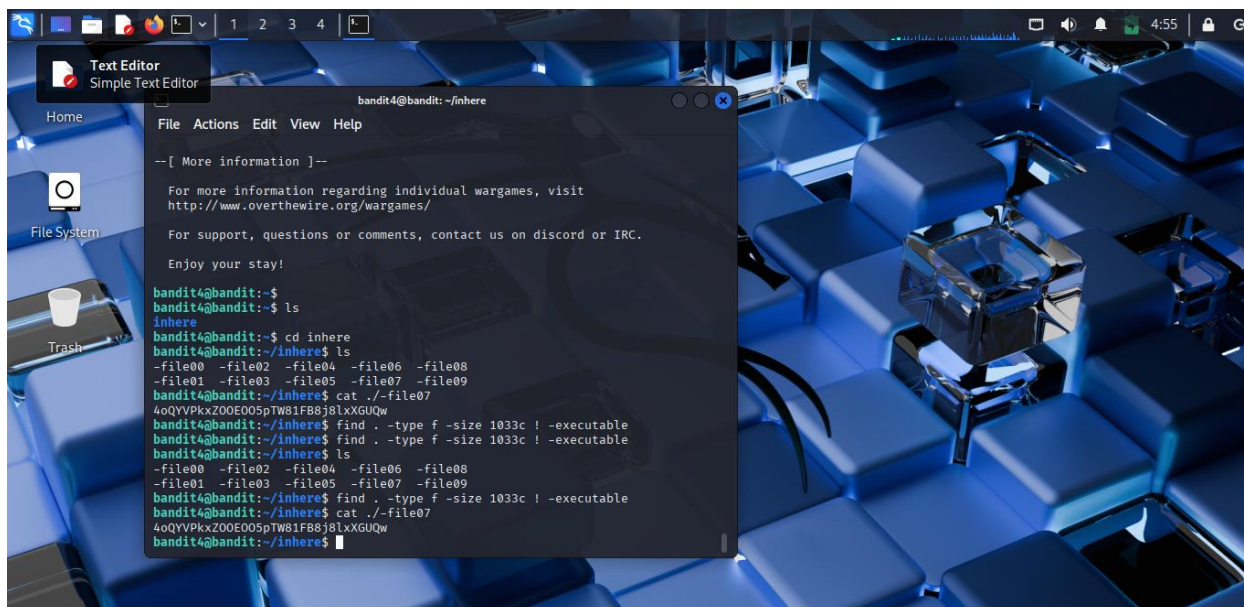 1 2 3 4
4:55
Text Editor
Simple Text Editor
Home
File System
Trash
bandit4@bandit: ~/inhere
File Actions Edit View Help
--[ More information ]--
For more information regarding individual wargames, visit
http://www.overthewire.org/wargames/
For support, questions or comments, contact us on discord or IRC.
Enjoy your stay!
bandit4@bandit:~$
bandit4@bandit:~$ ls
inhere
bandit4@bandit:~$ cd inhere
bandit4@bandit:~/inhere$ ls
-file00 -file02 -file04 -file06 -file08
-file01 -file03 -file05 -file07 -file09
bandit4@bandit:~/inhere$ cat ./-file07
4oQYVPkxZOOEOO5pTW81FB8j8lxXGUQw
bandit4@bandit:~/inhere$ find . -type f -size 1033c ! -executable
bandit4@bandit:~/inhere$ find . -type f -size 1033c ! -executable
bandit4@bandit:~/inhere$ ls
-file00 -file02 -file04 -file06 -file08
-file01 -file03 -file05 -file07 -file09
bandit4@bandit:~/inhere$ find . -type f -size 1033c ! -executable
bandit4@bandit:~/inhere$ cat ./-file07
4oQYVPkxZOOEOO5pTW81FB8j8lxXGUQw
bandit4@bandit:~/inhere$